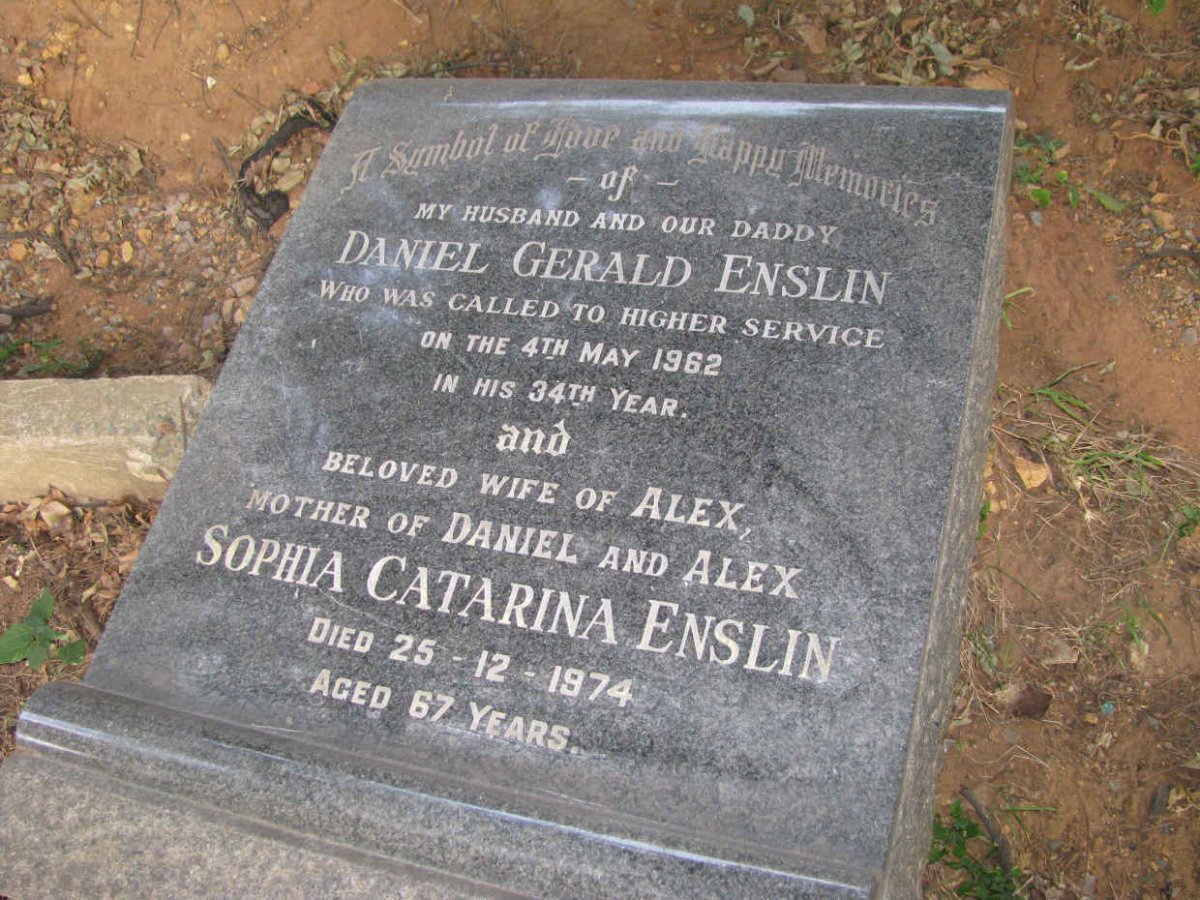 A Symbol of Love and Happy Memories
- of -
MY HUSBAND AND OUR DADDY
DANIEL GERALD ENSLIN
WHO WAS CALLED TO HIGHER SERVICE
ON THE 4TH MAY 1962
IN HIS 34TH YEAR.
and
BELOVED WIFE OF ALEX,
MOTHER OF DANIEL AND ALEX
SOPHIA CATARINA ENSLIN
DIED 25-12-1974
AGED 67 YEARS.